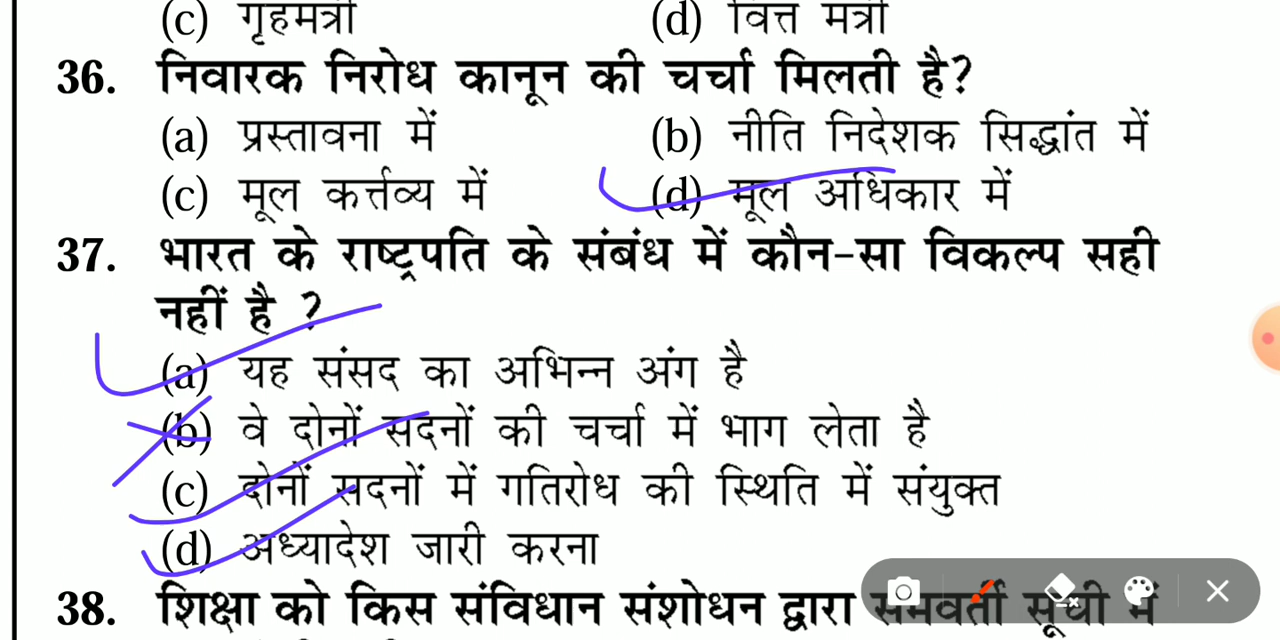 (c) गृहमंत्री (d) वित्त मंत्री
36. निवारक निरोध कानून की चर्चा मिलती है?
(a) प्रस्तावना में (b) नीति निदेशक सिद्धांत में
(c) मूल कर्त्तव्य में (d) मूल अधिकार में
37. भारत के राष्ट्रपति के संबंध में कौन-सा विकल्प सही
नहीं है ?
(a) यह संसद का अभिन्न अंग है
(b) वे दोनों सदनों की चर्चा में भाग लेता है
(c) दोनों सदनों में गतिरोध की स्थिति में संयुक्त
(d) अध्यादेश जारी करना
38. शिक्षा को किस संविधान संशोधन द्वारा समवर्ती सूची में